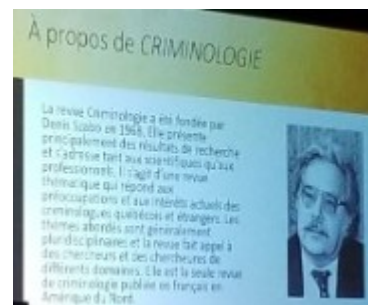 À propos de CRIMINOLOGIE
La revue Criminologie a été fondée par
Denis Szabo en 1968. Elle présente
principalement des résultats de recherche
et s'adresse tant aux scientifiques qu'aux
professionnels. Il s'agit d'une revue
thématique qui répond aux
préoccupations et aux intérêts actuels des
criminologues québécois et étrangers. Les
thèmes abordés sont généralement
pluridisciplinaires et la revue fait appel à
des chercheurs et des chercheures de
différents domaines. Elle est la seule revue
de criminologie publiée en français en
Amérique du Nord.